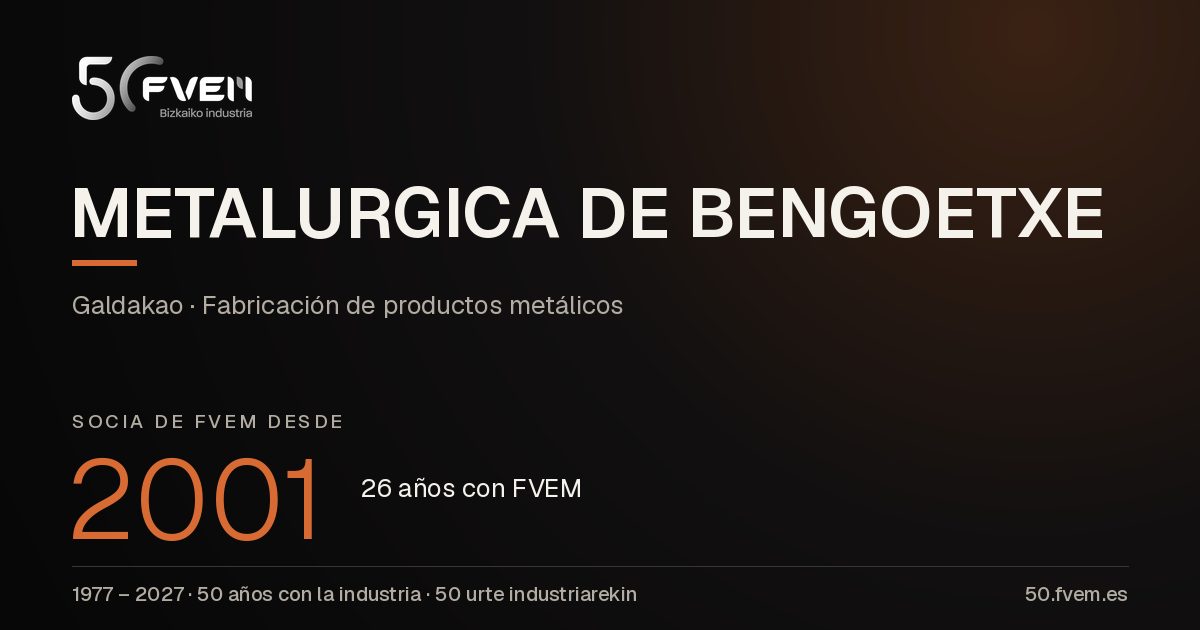 50 FVEM
Bizkaiko industria
METALURGICA DE BENGOETXE
Galdakao · Fabricación de productos metálicos
SOCIA DE FVEM DESDE
2001
26 años con FVEM
1977 – 2027 · 50 años con la industria · 50 urte industriarekin
50.fvem.es